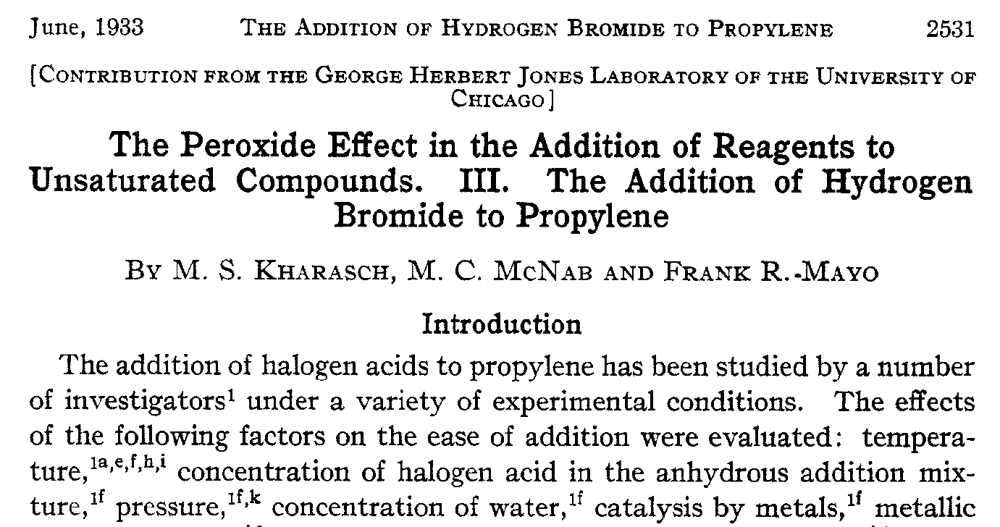 June, 1933 THE ADDITION OF HYDROGEN BROMIDE TO PROPYLENE 2531
[CONTRIBUTION FROM THE GEORGE HERBERT JONES LABORATORY OF THE UNIVERSITY OF
CHICAGO]
The Peroxide Effect in the Addition of Reagents to
Unsaturated Compounds. III. The Addition of Hydrogen
Bromide to Propylene
BY M. S. KHARASCH, M. C. MCNAB AND FRANK R.-MAYO
Introduction
The addition of halogen acids to propylene has been studied by a number
of investigators¹ under a variety of experimental conditions. The effects
of the following factors on the ease of addition were evaluated: tempera-
ture,1a,e,f,h,i concentration of halogen acid in the anhydrous addition mix-
ture,1f pressure,1f,k concentration of water,1f catalysis by metals,1f metallic